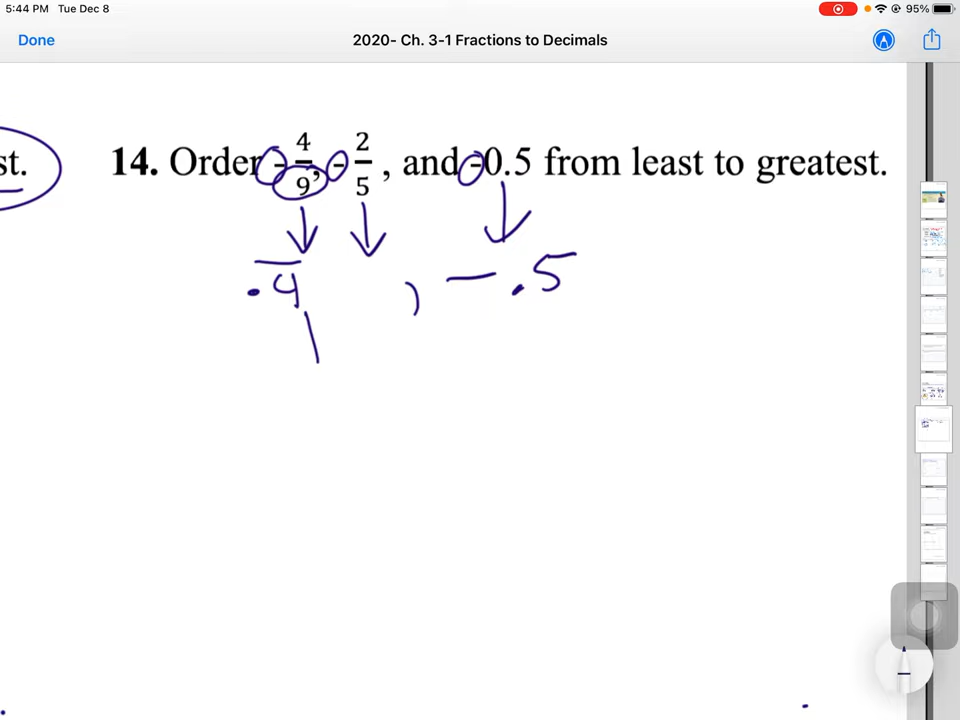 5:44 PM Tue Dec 8 95%
Done 2020- Ch. 3-1 Fractions to Decimals
st. 14. Order -4/9, -2/5, and -0.5 from least to greatest.
.4 , - .5